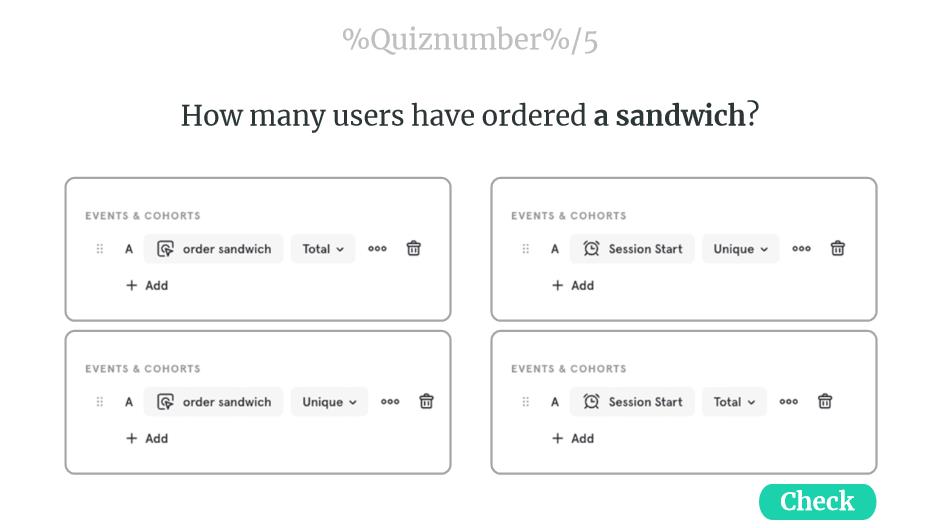 %Quiznumber%/5
How many users have ordered a sandwich?
EVENTS & COHORTS
A order sandwich Total
+ Add
EVENTS & COHORTS
A Session Start Unique
+ Add
EVENTS & COHORTS
A order sandwich Unique
+ Add
EVENTS & COHORTS
A Session Start Total
+ Add
Check